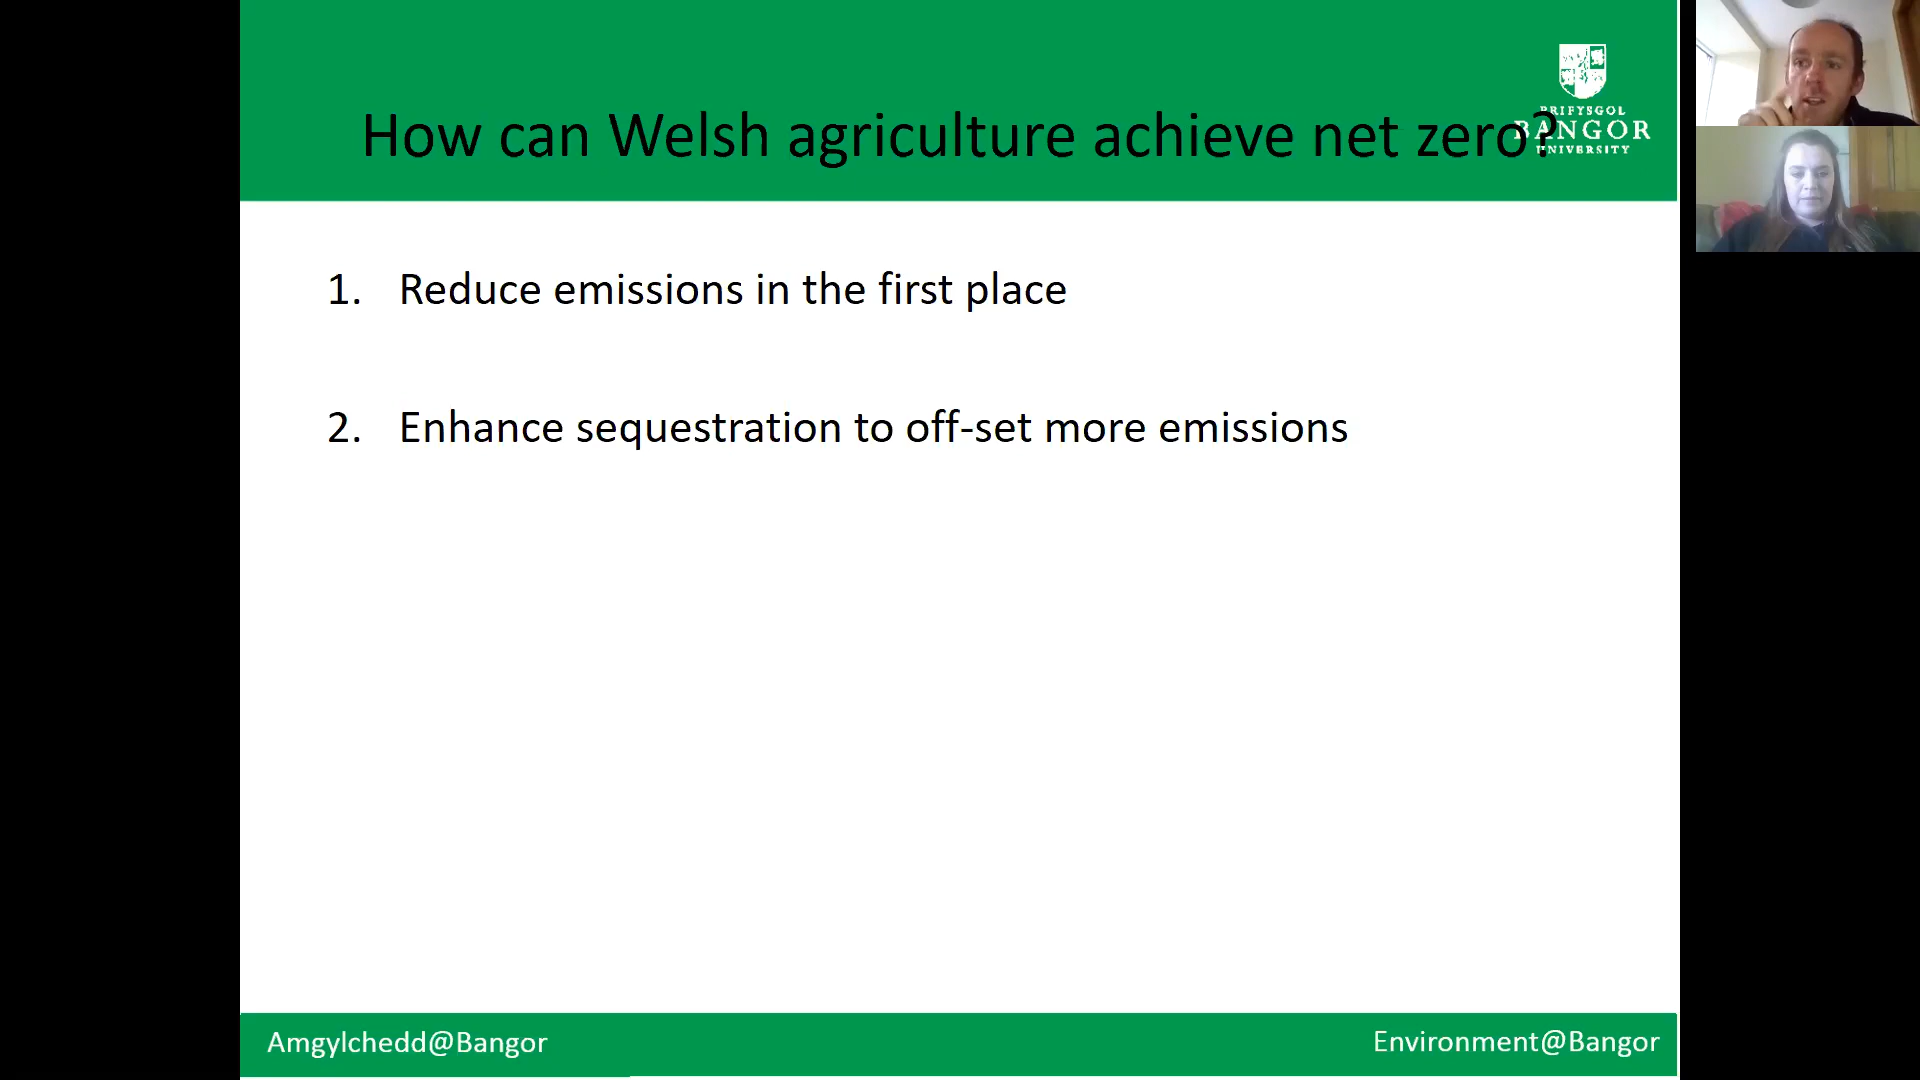 How can Welsh agriculture achieve net zero?
PRIFYSGOL
BANGOR
UNIVERSITY
1. Reduce emissions in the first place
2. Enhance sequestration to off-set more emissions
Amgylchedd@Bangor
Environment@Bangor